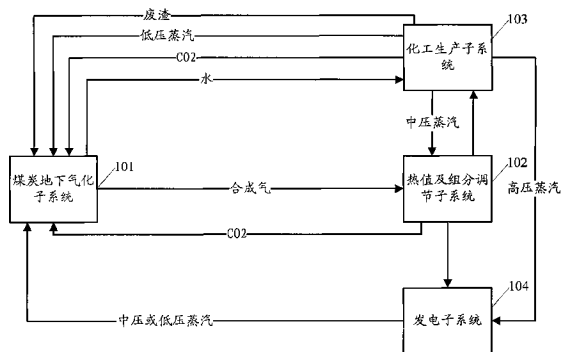 废渣
103
低压蒸汽
化工生产子系
统
CO2
水
中压蒸汽
101
102
煤炭地下气化
子系统
合成气
热值及组分调
节子系统
高压蒸汽
CO2
104
中压或低压蒸汽
发电子系统